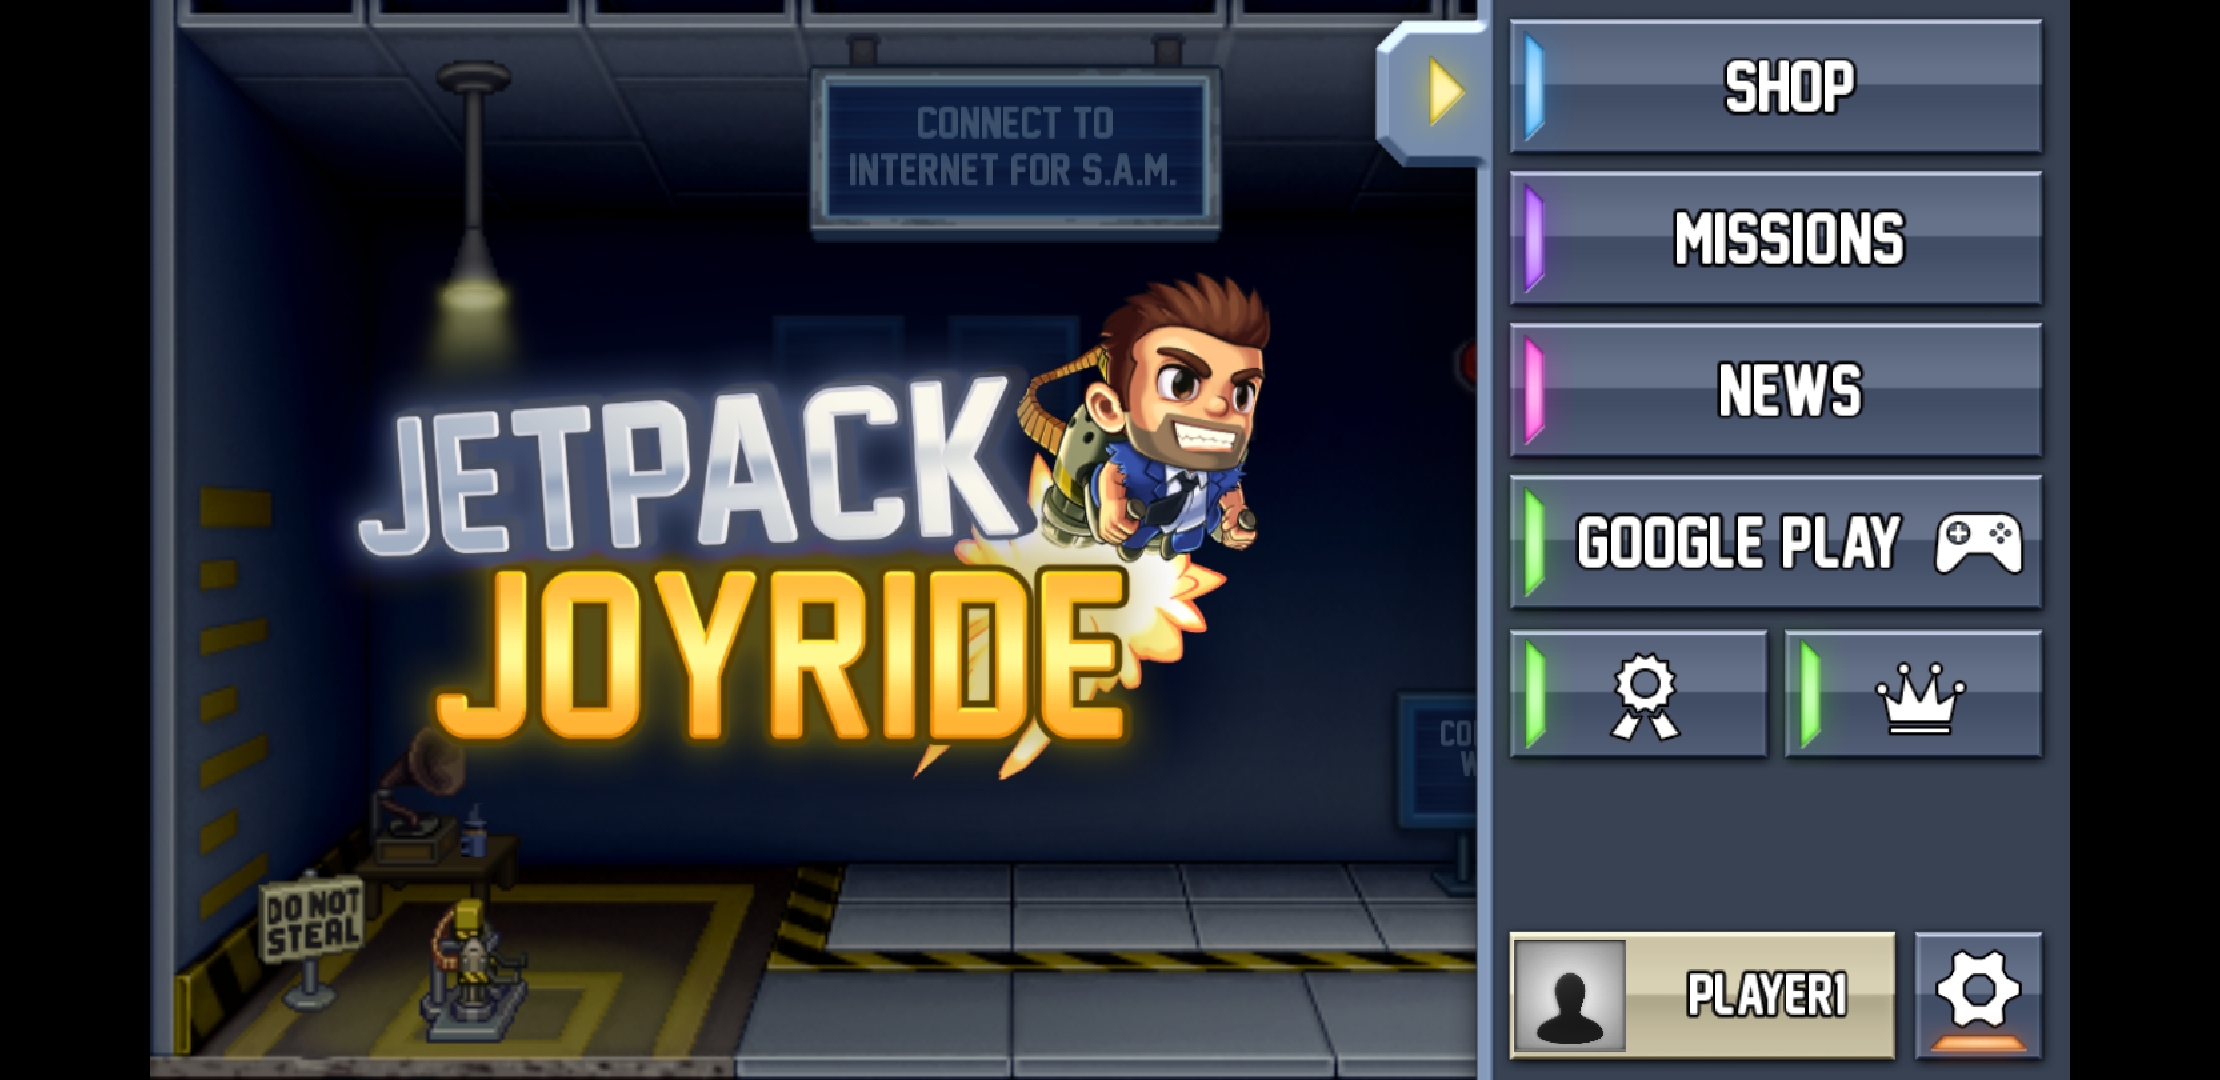 CONNECT TO
INTERNET FOR S.A.M.
JETPACK
JOYRIDE
DO NOT
STEAL
SHOP
MISSIONS
NEWS
GOOGLE PLAY
PLAYER1